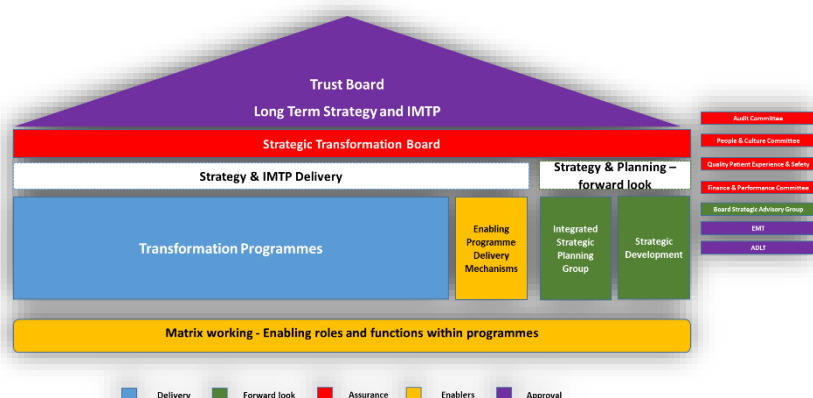 Trust Board
Long Term Strategy and IMTP
Strategic Transformation Board
Strategy & IMTP Delivery
Strategy & Planning –
forward look
Transformation Programmes
Enabling
Programme
Delivery
Mechanisms
Integrated
Strategic
Planning
Group
Strategic
Development
Audit Committee
People & Culture Committee
Quality Patient Experience & Safety
Finance & Performance Committee
Board Strategic Advisory Group
EMT
ADLT
Matrix working - Enabling roles and functions within programmes
Delivery
Forward look
Assurance
Enablers
Approval